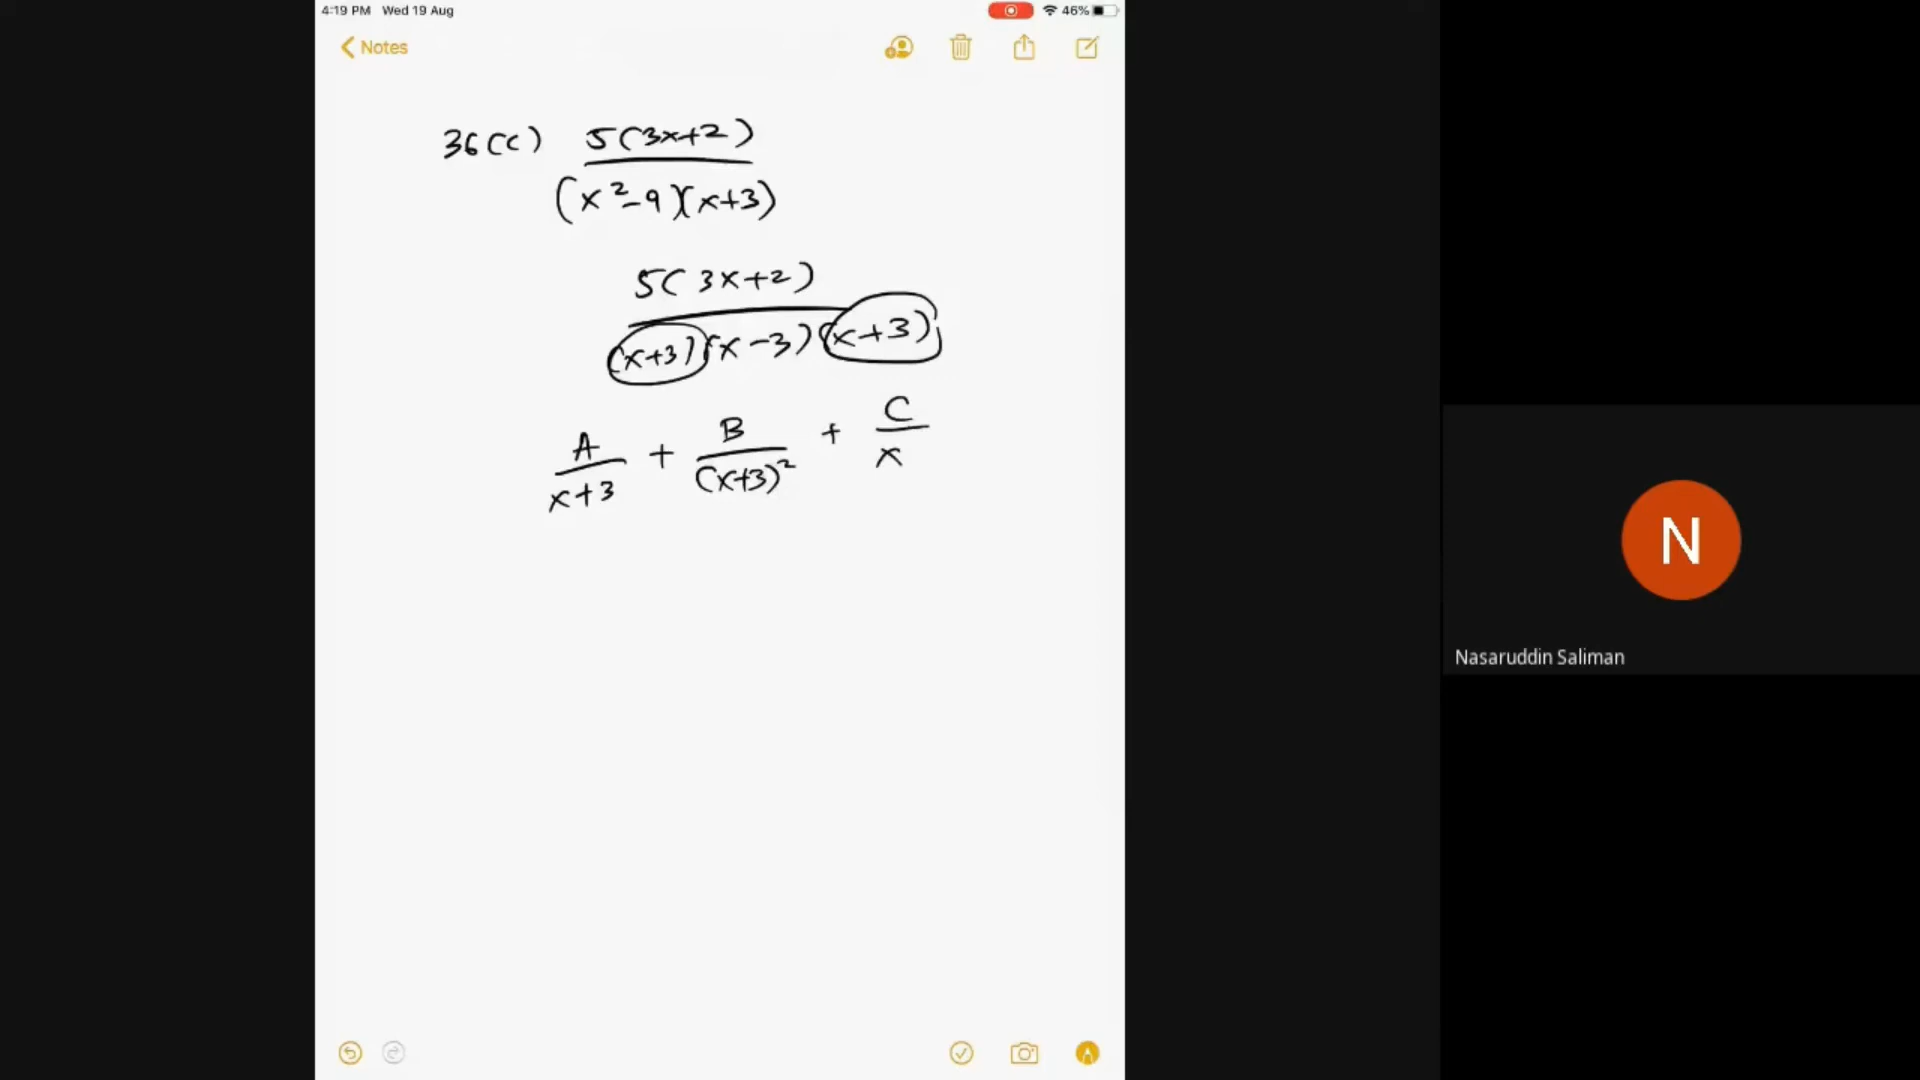 4:19 PM Wed 19 Aug 46%
Notes
36(c) 5(3x+2)
(x²-9)(x+3)
5(3x+2)
(x+3)(x-3)(x+3)
A + B + C
x+3 (x+3)² x
N
Nasaruddin Saliman